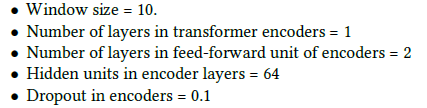 • Window size = 10.
• Number of layers in transformer encoders = 1
• Number of layers in feed-forward unit of encoders = 2
• Hidden units in encoder layers = 64
• Dropout in encoders = 0.1